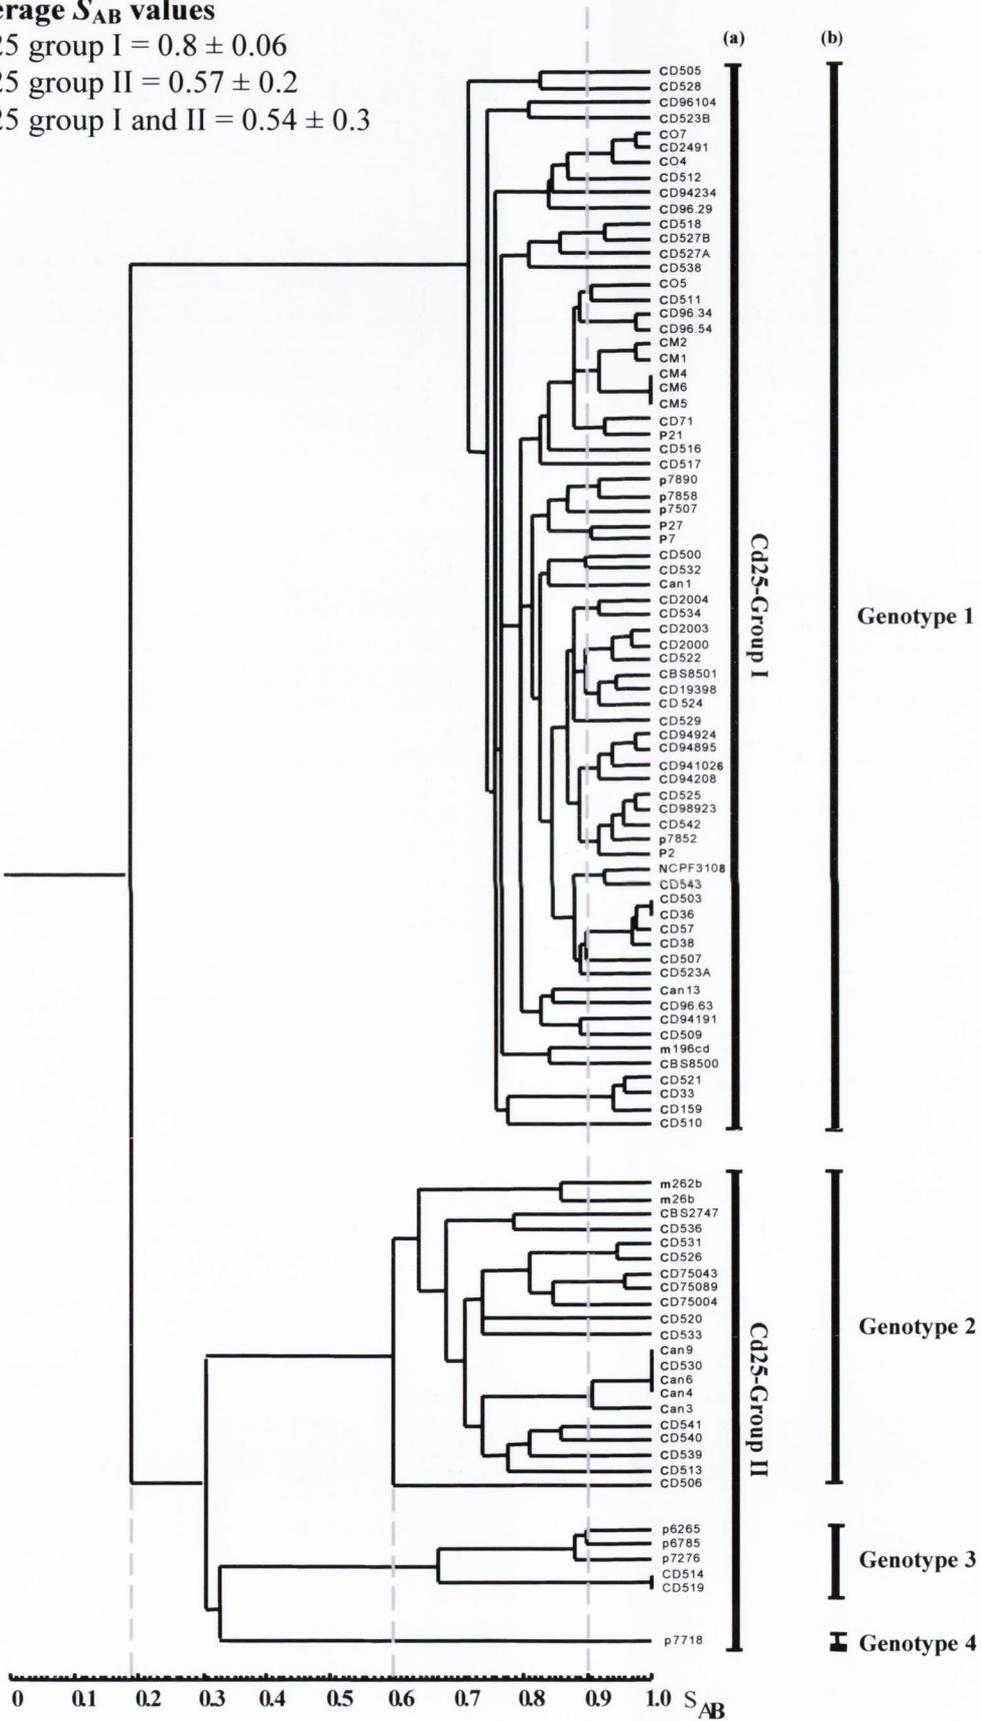 erage SAB values
25 group I = 0.8 ± 0.06
25 group II = 0.57 ± 0.2
25 group I and II = 0.54 ± 0.3
(a)
(b)
CD505
CD528
CD96104
CD523B
CO7
CD2491
CO4
CD512
CD94234
CD96.29
CD518
CD527B
CD527A
CD538
CO5
CD511
CD96.34
CD96.54
CM2
CM1
CM4
CM6
CM5
CD71
P21
CD516
CD517
p7890
p7858
p7507
P27
P7
CD500
CD532
Can1
CD2004
CD534
CD2003
CD2000
CD522
CBS8501
CD19398
CD524
CD529
CD94924
CD94895
CD941026
CD94208
CD525
CD98923
CD542
p7852
P2
NCPF3108
CD543
CD503
CD36
CD57
CD38
CD507
CD523A
Can13
CD96.63
CD94191
CD509
m196cd
CBS8500
CD521
CD33
CD159
CD510
Cd25-Group I
Genotype 1
m262b
m26b
CBS2747
CD536
CD531
CD526
CD75043
CD75089
CD75004
CD520
CD533
Can9
CD530
Can6
Can4
Can3
CD541
CD540
CD539
CD513
CD506
Cd25-Group II
Genotype 2
p6265
p6785
p7276
CD514
CD519
Genotype 3
p7718
Genotype 4
0 0.1 0.2 0.3 0.4 0.5 0.6 0.7 0.8 0.9 1.0 SAB